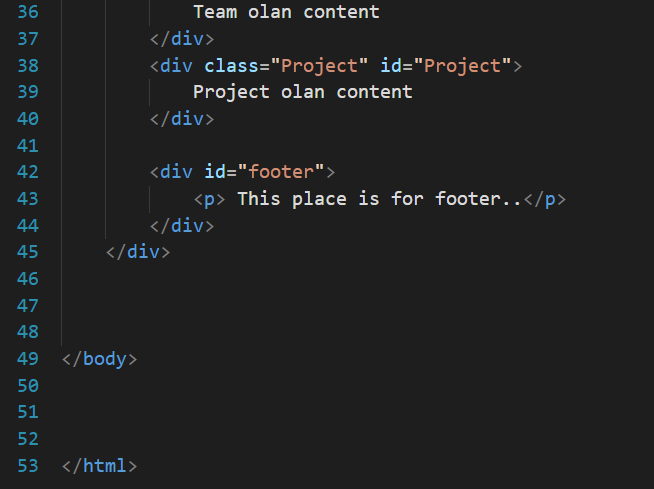 36 Team olan content
37 </div>
38 <div class="Project" id="Project">
39 Project olan content
40 </div>
41
42 <div id="footer">
43 <p> This place is for footer..</p>
44 </div>
45 </div>
46
47
48
49 </body>
50
51
52
53 </html>